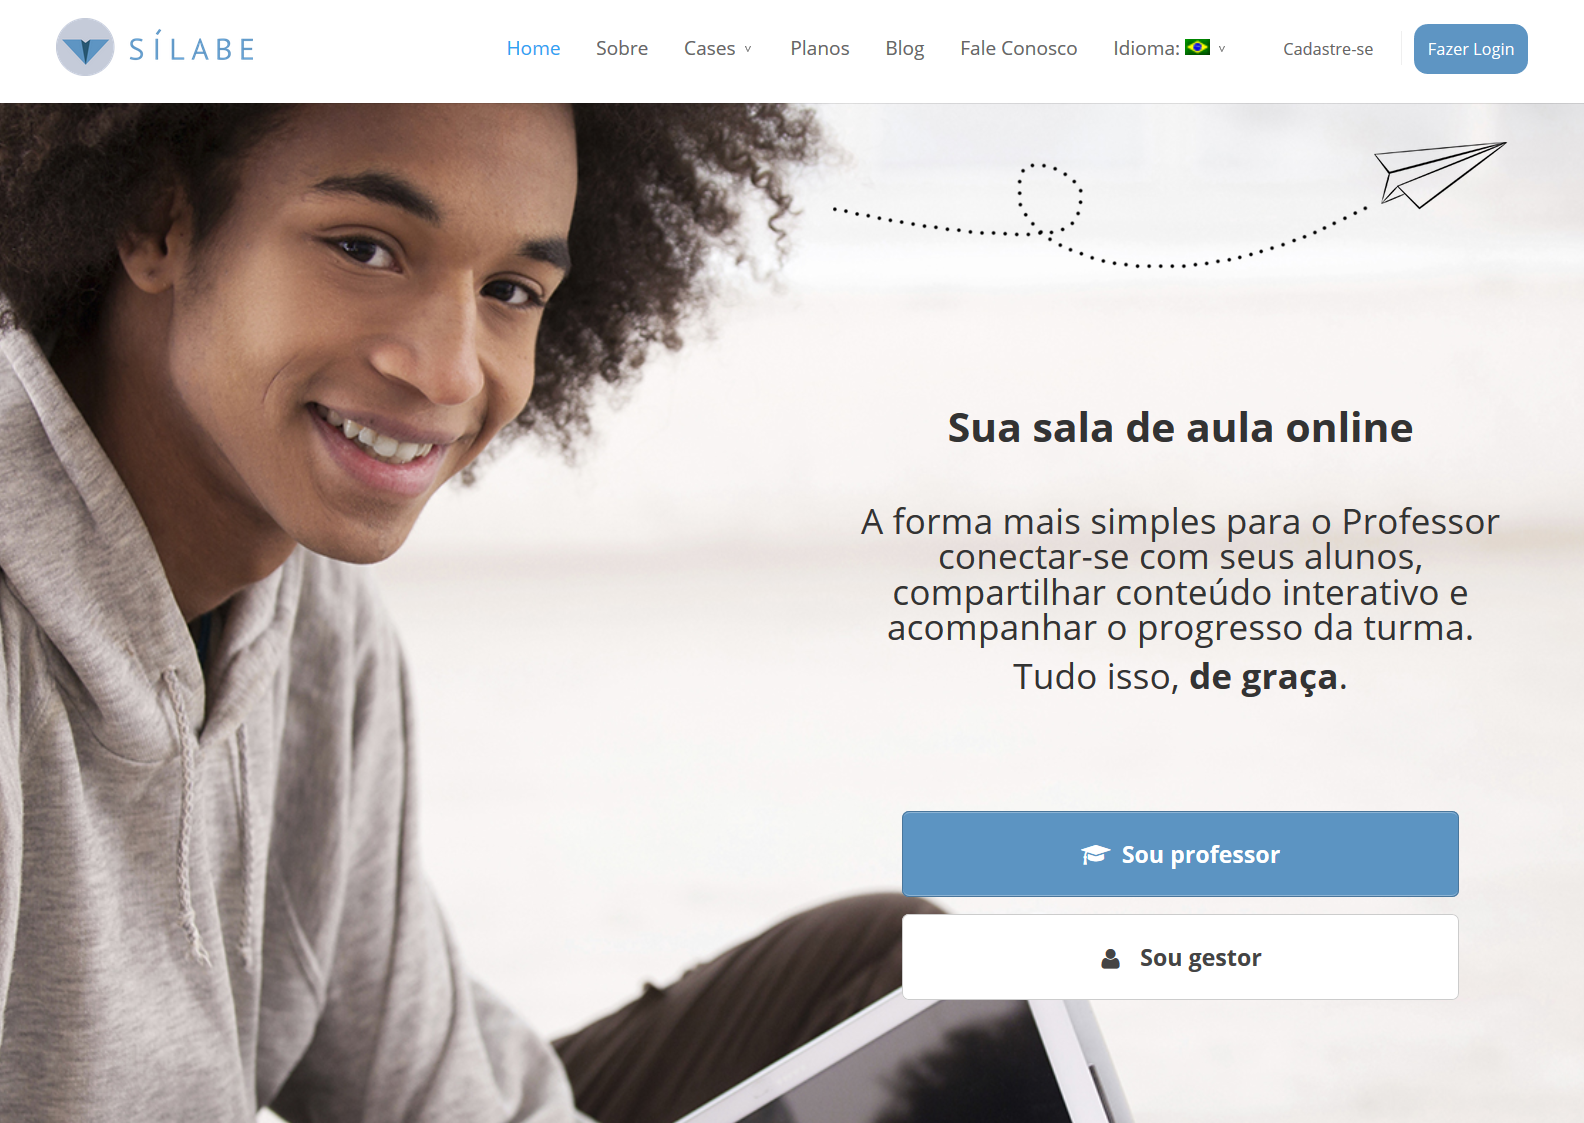 SÍLABE
Home Sobre Cases v Planos Blog Fale Conosco Idioma: v Cadastre-se Fazer Login
Sua sala de aula online
A forma mais simples para o Professor
conectar-se com seus alunos,
compartilhar conteúdo interativo e
acompanhar o progresso da turma.
Tudo isso, de graça.
Sou professor
Sou gestor